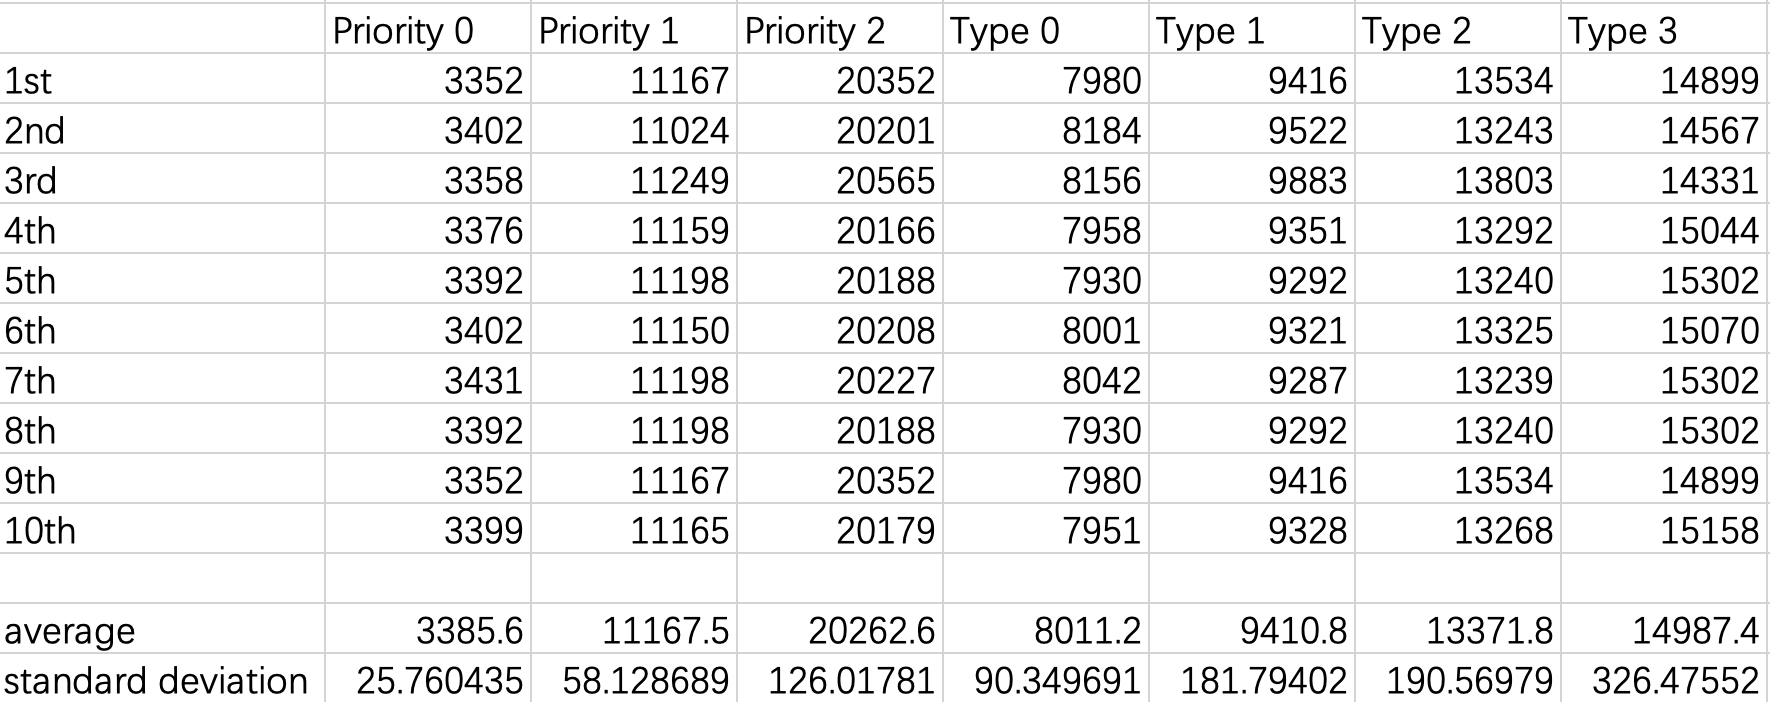 Priority 0 Priority 1 Priority 2 Type 0 Type 1 Type 2 Type 3
1st 3352 11167 20352 7980 9416 13534 14899
2nd 3402 11024 20201 8184 9522 13243 14567
3rd 3358 11249 20565 8156 9883 13803 14331
4th 3376 11159 20166 7958 9351 13292 15044
5th 3392 11198 20188 7930 9292 13240 15302
6th 3402 11150 20208 8001 9321 13325 15070
7th 3431 11198 20227 8042 9287 13239 15302
8th 3392 11198 20188 7930 9292 13240 15302
9th 3352 11167 20352 7980 9416 13534 14899
10th 3399 11165 20179 7951 9328 13268 15158
average 3385.6 11167.5 20262.6 8011.2 9410.8 13371.8 14987.4
standard deviation 25.760435 58.128689 126.01781 90.349691 181.79402 190.56979 326.47552